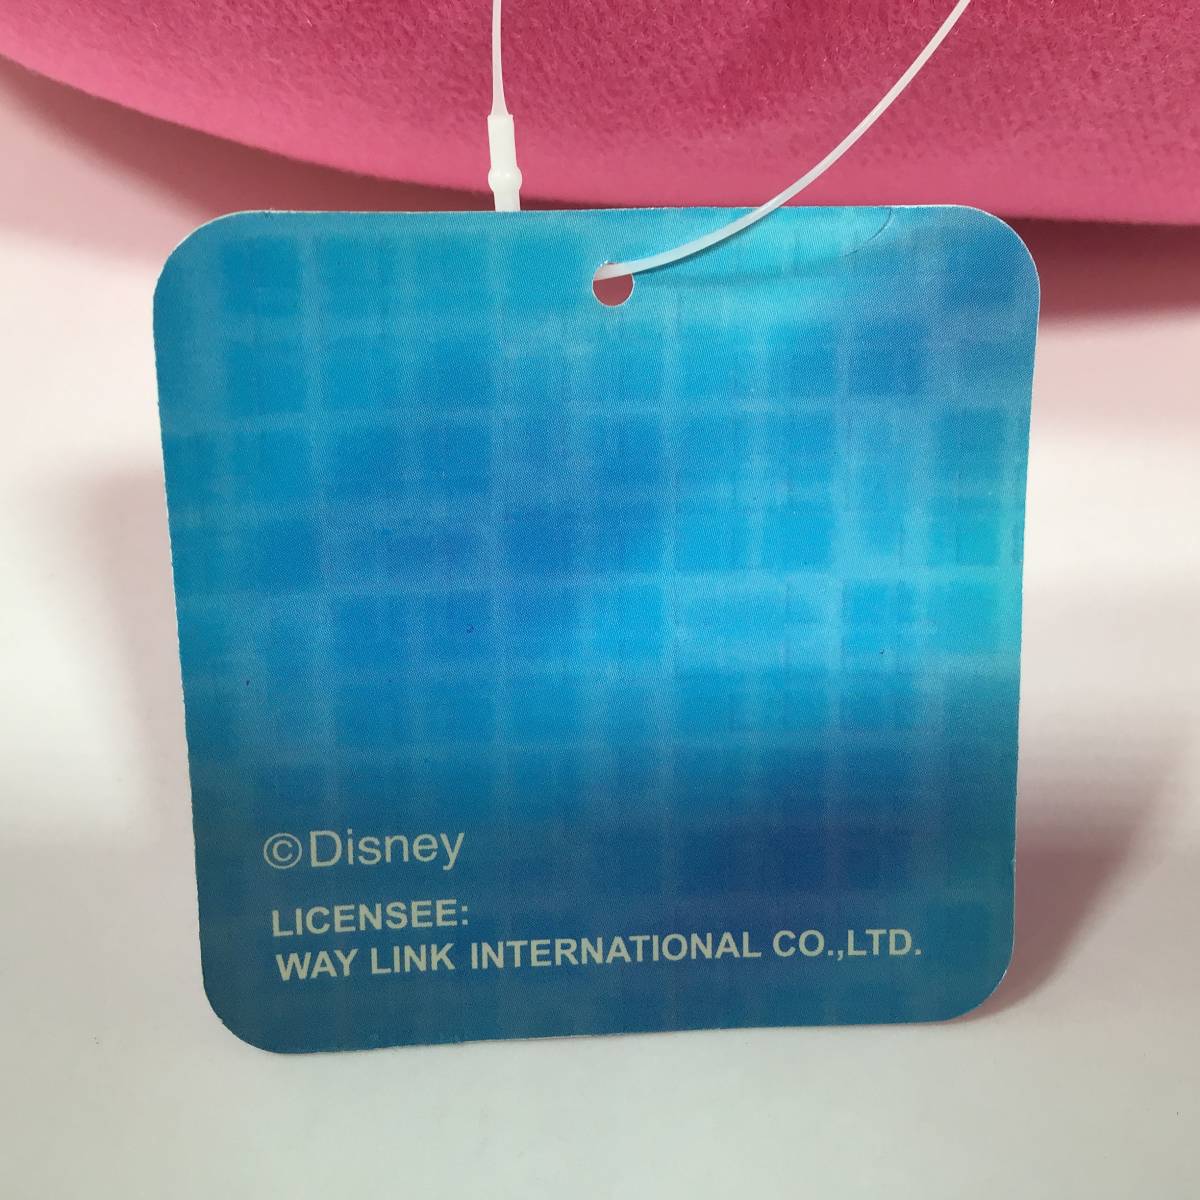 ©Disney
LICENSEE:
WAY LINK INTERNATIONAL CO.,LTD.